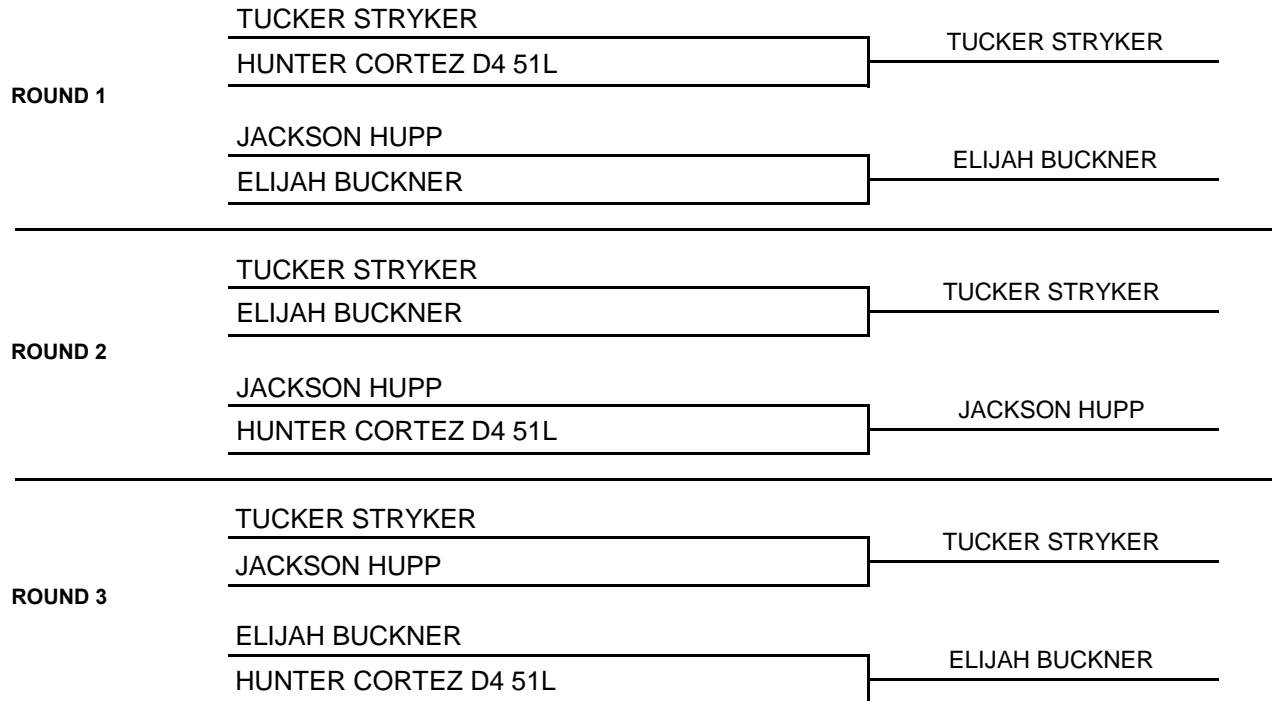 TUCKER STRYKER
TUCKER STRYKER
HUNTER CORTEZ D4 51L
ROUND 1
JACKSON HUPP
ELIJAH BUCKNER
ELIJAH BUCKNER
TUCKER STRYKER
TUCKER STRYKER
ELIJAH BUCKNER
ROUND 2
JACKSON HUPP
JACKSON HUPP
HUNTER CORTEZ D4 51L
TUCKER STRYKER
TUCKER STRYKER
JACKSON HUPP
ROUND 3
ELIJAH BUCKNER
ELIJAH BUCKNER
HUNTER CORTEZ D4 51L